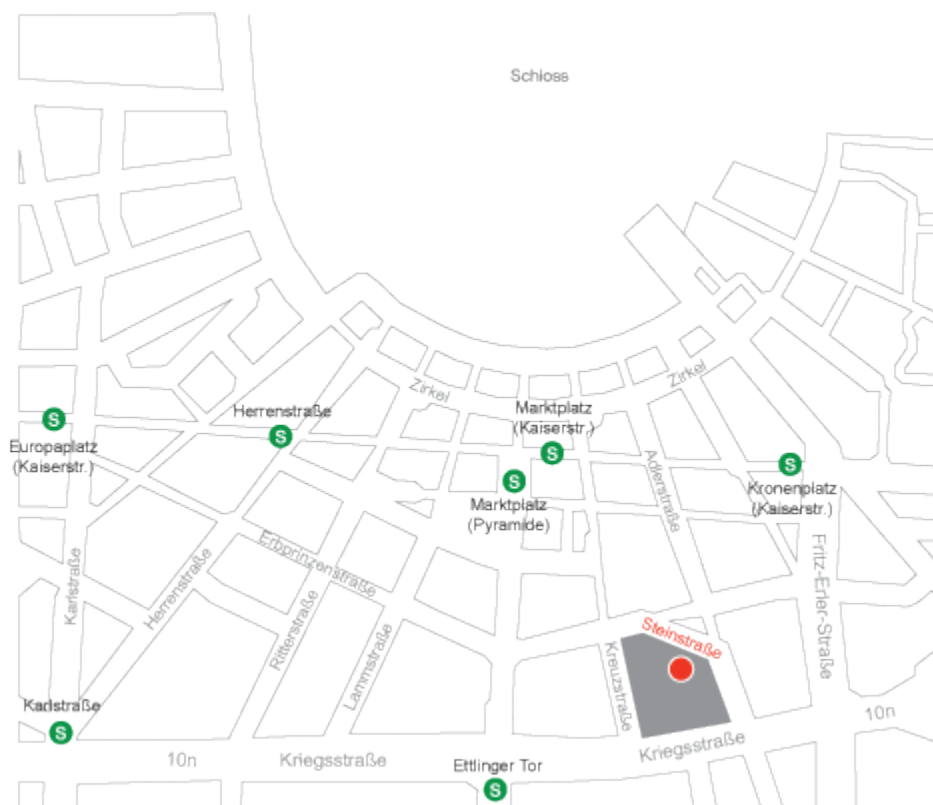 Schloss
Zirkel
Zirkel
Herrenstraße
S
Marktplatz
(Kaiserstr.)
S
S
Europaplatz
(Kaiserstr.)
S
Marktplatz
(Pyramide)
S
Kronenplatz
(Kaiserstr.)
Adlerstraße
Fritz-Erler-Straße
Erbprinzenstraße
Karlstraße
Herrenstraße
Ritterstraße
Lammstraße
Kreuzstraße
Steinstraße
Karlstraße
S
10n
Kriegsstraße
Ettlinger Tor
S
Kriegsstraße
10n